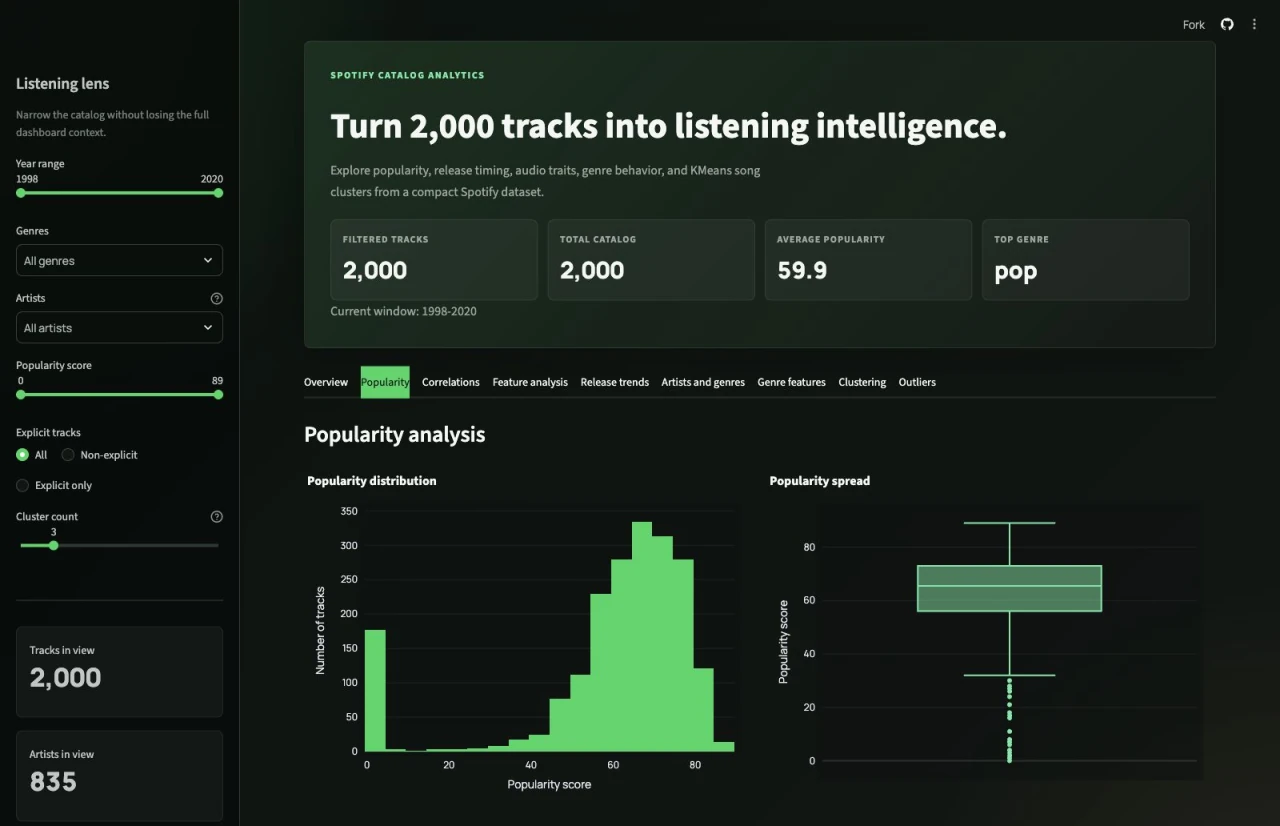 Fork
Listening lens
Narrow the catalog without losing the full
dashboard context.
Year range
1998 2020
Genres
All genres
Artists
All artists
Popularity score
0 89
Explicit tracks
All Non-explicit
Explicit only
Cluster count
3
Tracks in view
2,000
Artists in view
835
SPOTIFY CATALOG ANALYTICS
Turn 2,000 tracks into listening intelligence.
Explore popularity, release timing, audio traits, genre behavior, and KMeans song
clusters from a compact Spotify dataset.
FILTERED TRACKS
2,000
TOTAL CATALOG
2,000
AVERAGE POPULARITY
59.9
TOP GENRE
pop
Current window: 1998-2020
Overview Popularity Correlations Feature analysis Release trends Artists and genres Genre features Clustering Outliers
Popularity analysis
Popularity distribution
Number of tracks
350
300
250
200
150
100
50
0
0 20 40 60 80
Popularity score
Popularity spread
Popularity score
80
60
40
20
0